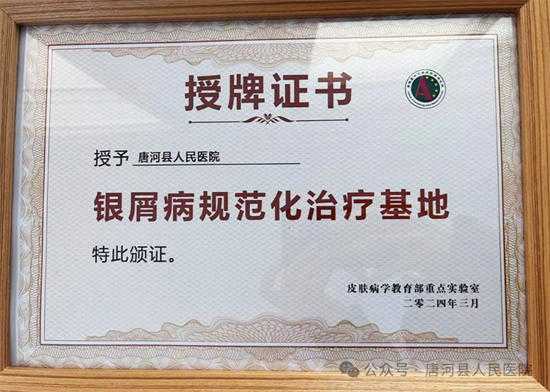 授牌证书
授予 唐河县人民医院
银屑病规范化治疗基地
特此颁证。
皮肤病学教育部重点实验室
二零二四年三月
公众号·唐河县人民医院